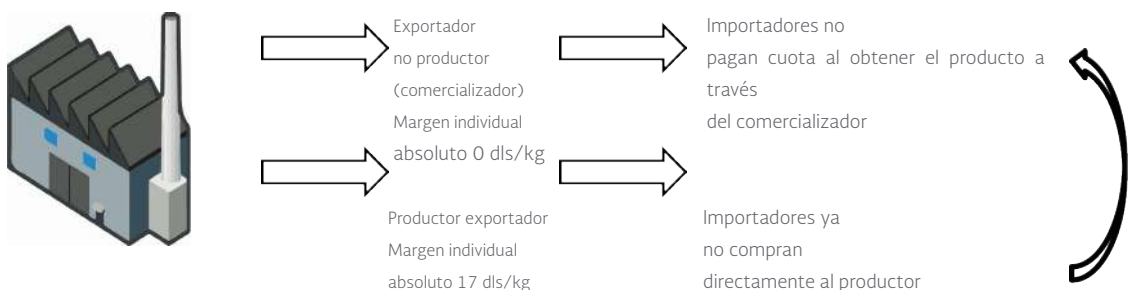 Exportador
no productor
(comercializador)
Margen individual
absoluto 0 dls/kg
Importadores no
pagan cuota al obtener el producto a
través
del comercializador
Productor exportador
Margen individual
absoluto 17 dls/kg
Importadores ya
no compran
directamente al productor